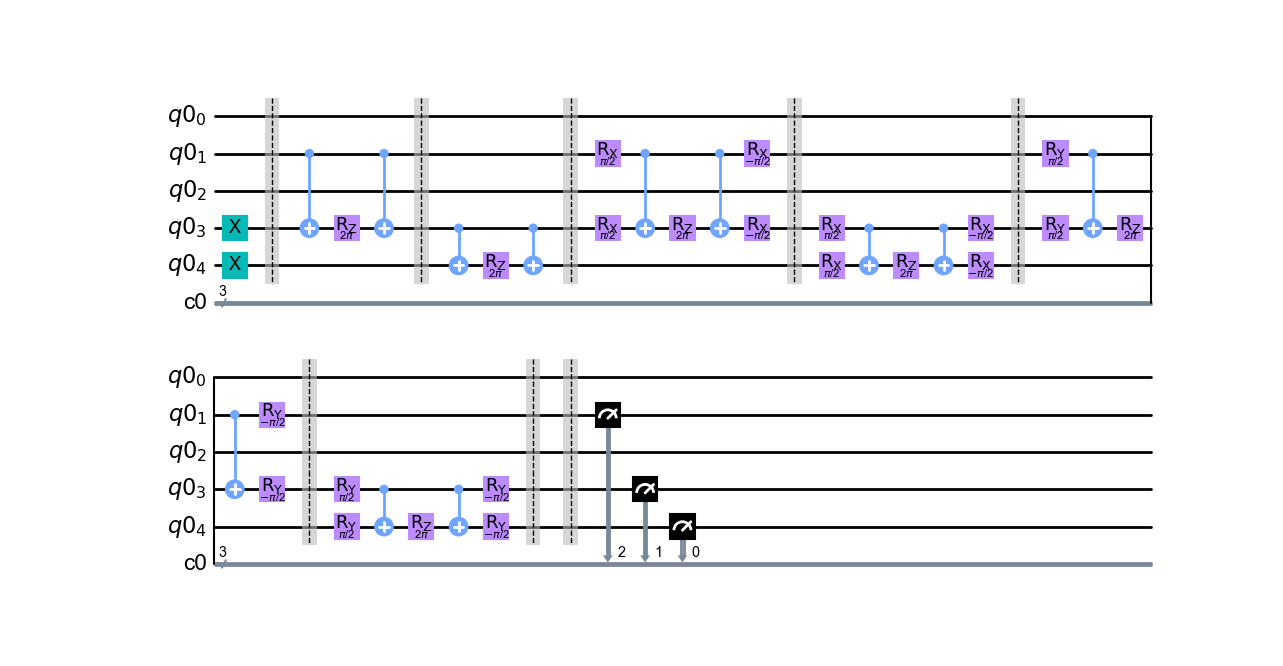 q0₀
q0₁ R_X π/2 R_X −π/2 R_Y π/2
q0₂
q0₃ X R_Z 2π R_X π/2 R_Z 2π R_X −π/2 R_X π/2 R_X −π/2 R_Y π/2 R_Z 2π
q0₄ X R_Z 2π R_X π/2 R_Z 2π R_X −π/2
c0 3
q0₀
q0₁ R_Y −π/2
q0₂
q0₃ R_Y −π/2 R_Y π/2 R_Y −π/2
q0₄ R_Y π/2 R_Z 2π R_Y −π/2
c0 3 2 1 0